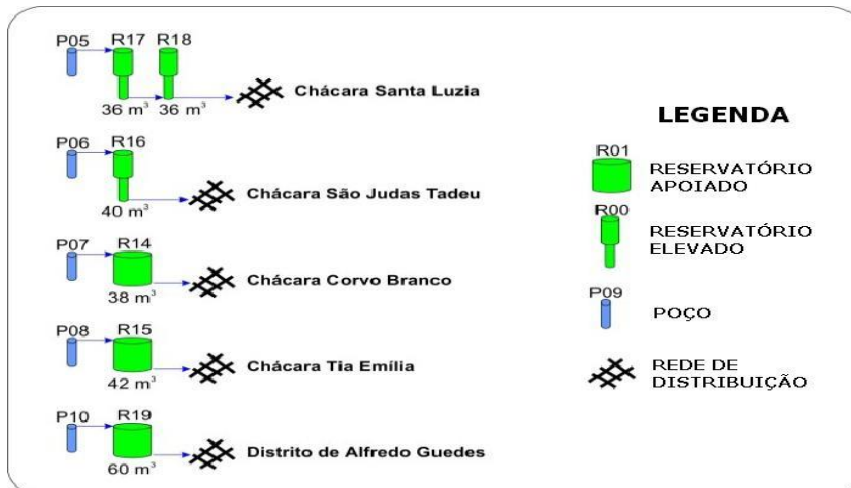 P05 R17 R18
36 m³ 36 m³
Chácara Santa Luzia
P06 R16
40 m³
Chácara São Judas Tadeu
P07 R14
38 m³
Chácara Corvo Branco
P08 R15
42 m³
Chácara Tia Emília
P10 R19
60 m³
Distrito de Alfredo Guedes
LEGENDA
R01
RESERVATÓRIO
APOIADO
R00
RESERVATÓRIO
ELEVADO
P09
POÇO
REDE DE
DISTRIBUIÇÃO